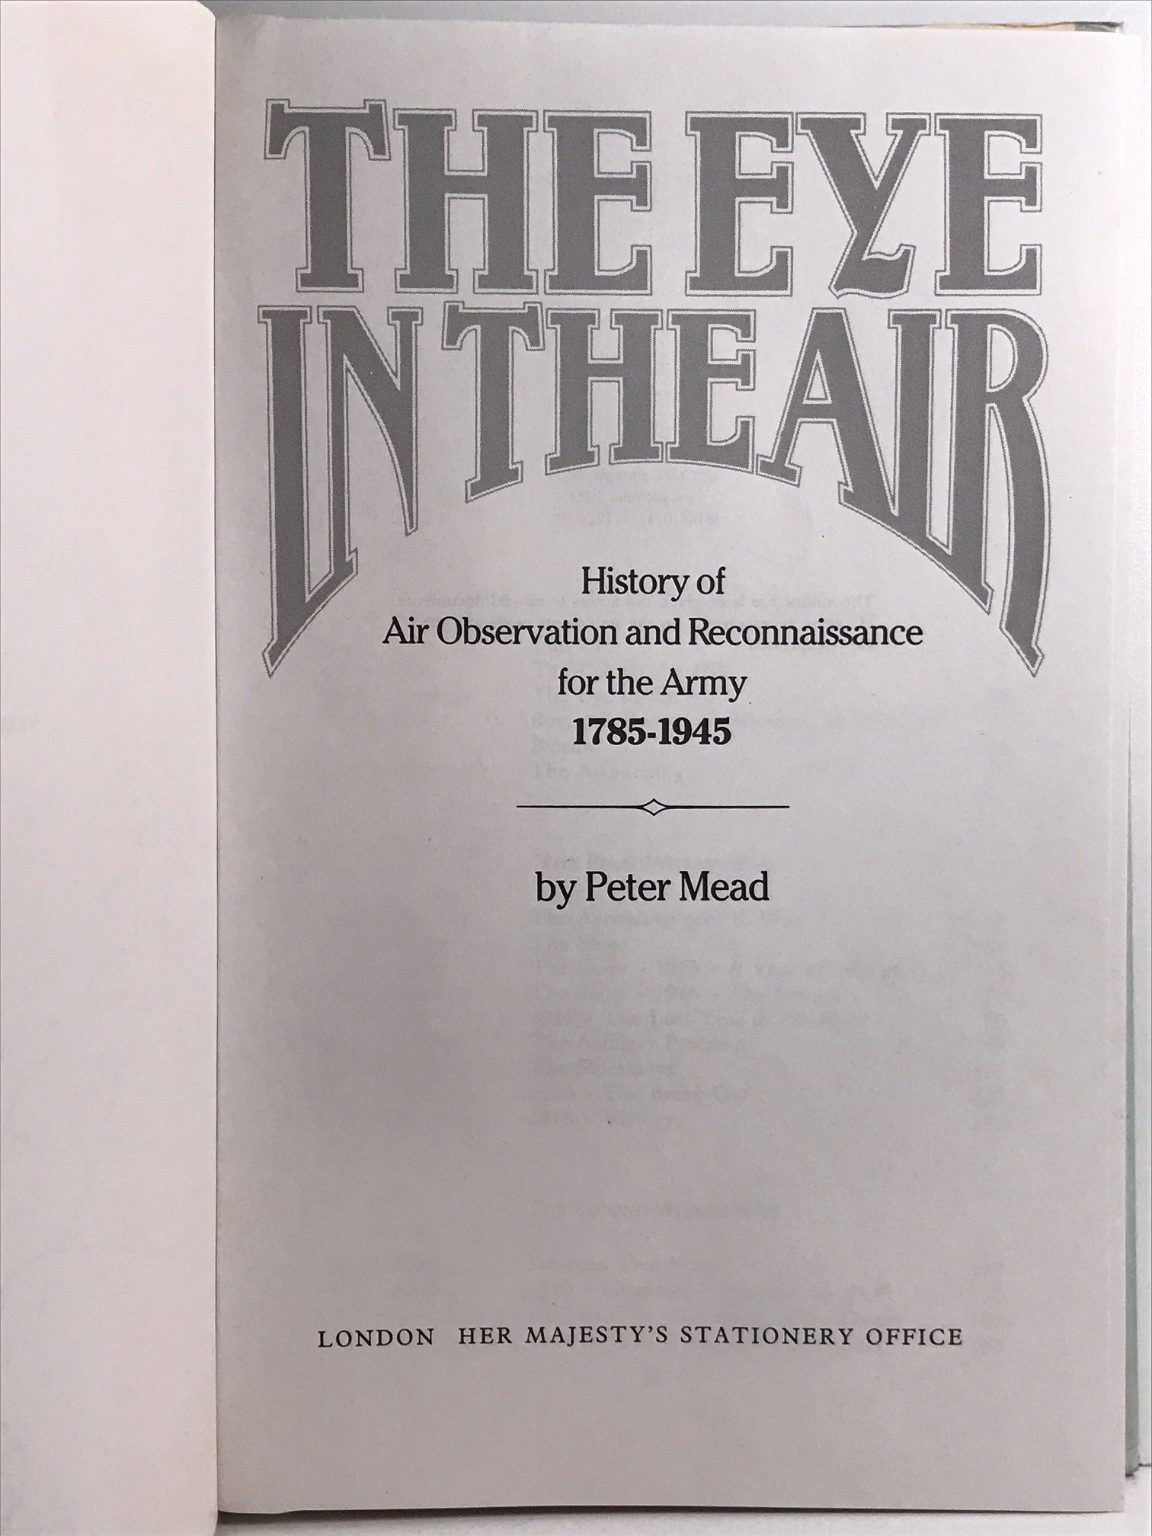 THE EYE
IN THE AIR
History of
Air Observation and Reconnaissance
for the Army
1785-1945
by Peter Mead
LONDON HER MAJESTY'S STATIONERY OFFICE